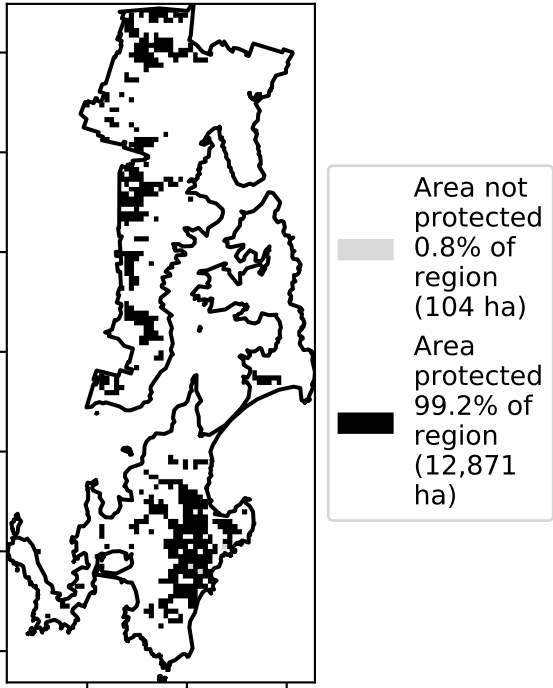 Area not
protected
0.8% of
region
(104 ha)
Area
protected
99.2% of
region
(12,871
ha)